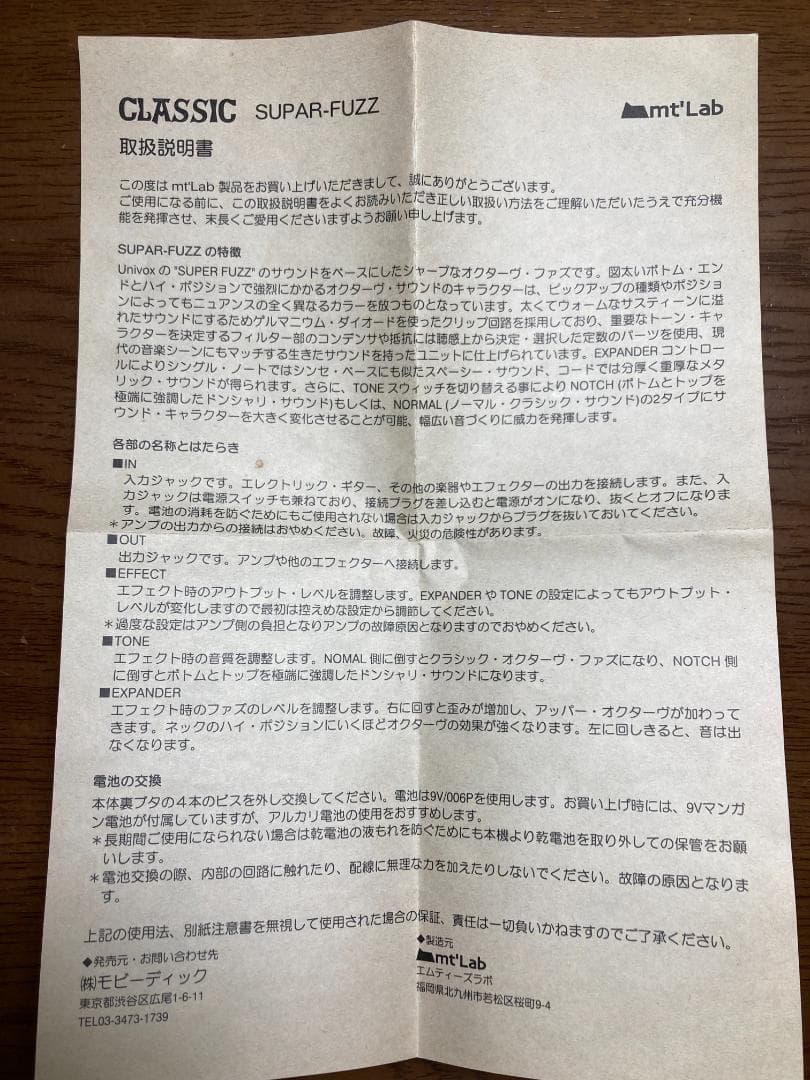 CLASSIC SUPAR-FUZZ
mt'Lab
取扱説明書
この度は mt'Lab 製品をお買い上げいただきまして、誠にありがとうございます。
ご使用になる前に、この取扱説明書をよくお読みいただき正しい取扱い方法をご理解いただいたうえで充分機
能を発揮させ、末長くご愛用くださいますようお願い申し上げます。
SUPAR-FUZZ の特徴
Univox の "SUPER FUZZ" のサウンドをベースにしたシャープなオクターヴ・ファズです。図太いボトム・エン
ドとハイ・ポジションで強烈にかかるオクターヴ・サウンドのキャラクターは、ピックアップの種類やポジショ
ンによってもニュアンスの全く異なるカラーを放つものとなっています。太くてウォームなサスティーンに溢
れたサウンドにするためゲルマニウム・ダイオードを使ったクリップ回路を採用しており、重要なトーン・キャ
ラクターを決定するフィルター部のコンデンサや抵抗には聴感上から決定・選択した定数のパーツを使用、現
代の音楽シーンにもマッチする生きたサウンドを持ったユニットに仕上げられています。EXPANDER コントロー
ルによりシングル・ノートではシンセ・ベースにも似たスペーシー・サウンド、コードでは分厚く重厚なメタ
リック・サウンドが得られます。さらに、TONE スウィッチを切り替える事により NOTCH (ボトムとトップを
極端に強調したドンシャリ・サウンド)もしくは、NORMAL (ノーマル・クラシック・サウンド)の2タイプにサ
ウンド・キャラクターを大きく変化させることが可能、幅広い音づくりに威力を発揮します。
各部の名称とはたらき
■IN
入力ジャックです。エレクトリック・ギター、その他の楽器やエフェクターの出力を接続します。また、入
力ジャックは電源スイッチも兼ねており、接続プラグを差し込むと電源がオンになり、抜くとオフになりま
す。電池の消耗を防ぐためにもご使用されない場合は入力ジャックからプラグを抜いておいてください。
＊アンプの出力からの接続はおやめください。故障、火災の危険性があります。
■OUT
出力ジャックです。アンプや他のエフェクターへ接続します。
■EFFECT
エフェクト時のアウトプット・レベルを調整します。EXPANDER や TONE の設定によってもアウトプット・
レベルが変化しますので最初は控えめな設定から調節してください。
＊過度な設定はアンプ側の負担となりアンプの故障原因となりますのでおやめください。
■TONE
エフェクト時の音質を調整します。NOMAL 側に倒すとクラシック・オクターヴ・ファズになり、NOTCH 側
に倒すとボトムとトップを極端に強調したドンシャリ・サウンドになります。
■EXPANDER
エフェクト時のファズのレベルを調整します。右に回すと歪みが増加し、アッパー・オクターヴが加わって
きます。ネックのハイ・ポジションにいくほどオクターヴの効果が強くなります。左に回しきると、音は出
なくなります。
電池の交換
本体裏ブタの４本のビスを外し交換してください。電池は9V/006Pを使用します。お買い上げ時には、9Vマンガ
ン電池が付属していますが、アルカリ電池の使用をおすすめします。
＊長期間ご使用になられない場合は乾電池の液もれを防ぐためにも本機より乾電池を取り外しての保管をお願
いします。
＊電池交換の際、内部の回路に触れたり、配線に無理な力を加えたりしないでください。故障の原因となりま
す。
上記の使用法、別紙注意書を無視して使用された場合の保証、責任は一切負いかねますのでご了承ください。
◆発売元・お問い合わせ先
㈱モビーディック
東京都渋谷区広尾1-6-11
TEL03-3473-1739
◆製造元
mt'Lab
エムティーズラボ
福岡県北九州市若松区桜町9-4